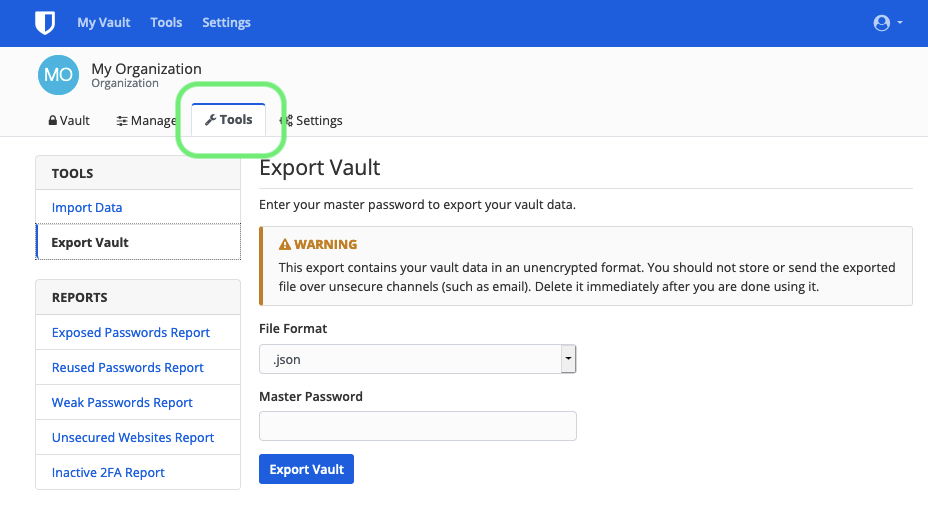 My Vault Tools Settings
MO
My Organization
Organization
Vault Manage Tools Settings
TOOLS
Import Data
Export Vault
REPORTS
Exposed Passwords Report
Reused Passwords Report
Weak Passwords Report
Unsecured Websites Report
Inactive 2FA Report
Export Vault
Enter your master password to export your vault data.
WARNING
This export contains your vault data in an unencrypted format. You should not store or send the exported
file over unsecure channels (such as email). Delete it immediately after you are done using it.
File Format
.json
Master Password
Export Vault